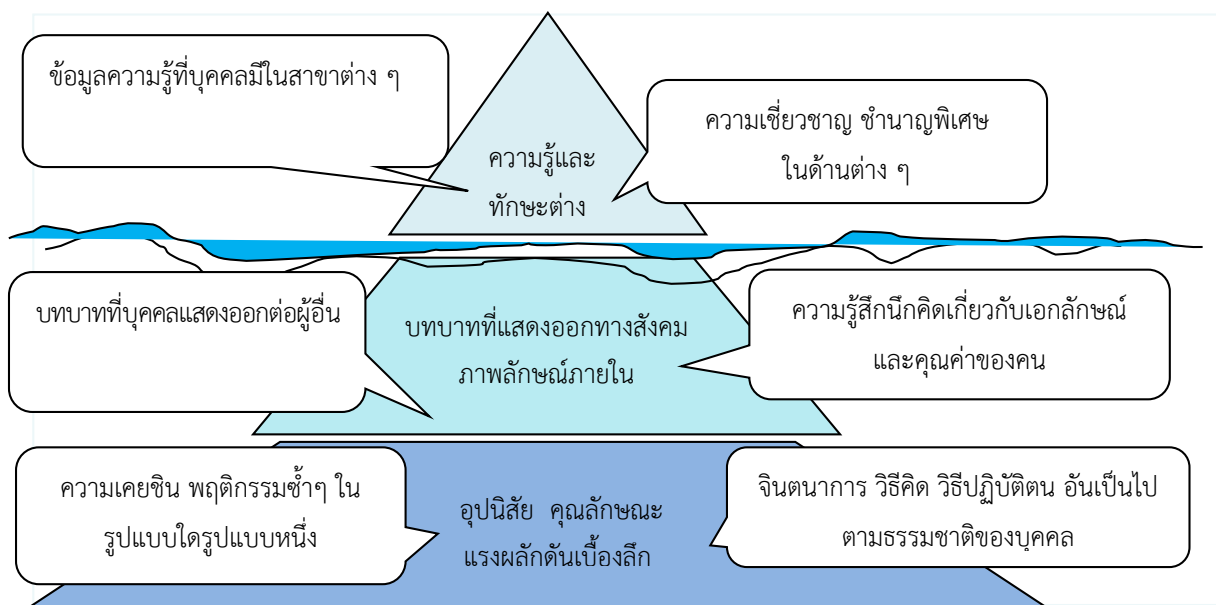 ข้อมูลความรู้ที่บุคคลมีในสาขาต่าง ๆ
ความเชี่ยวชาญ ชำนาญพิเศษ
ในด้านต่าง ๆ
ความรู้และ
ทักษะต่าง
บทบาทที่บุคคลแสดงออกต่อผู้อื่น
บทบาทที่แสดงออกทางสังคม
ภาพลักษณ์ภายใน
ความรู้สึกนึกคิดเกี่ยวกับเอกลักษณ์
และคุณค่าของคน
ความเคยชิน พฤติกรรมซ้ำๆ ใน
รูปแบบใดรูปแบบหนึ่ง
อุปนิสัย คุณลักษณะ
แรงผลักดันเบื้องลึก
จินตนาการ วิธีคิด วิธีปฏิบัติตน อันเป็นไป
ตามธรรมชาติของบุคคล